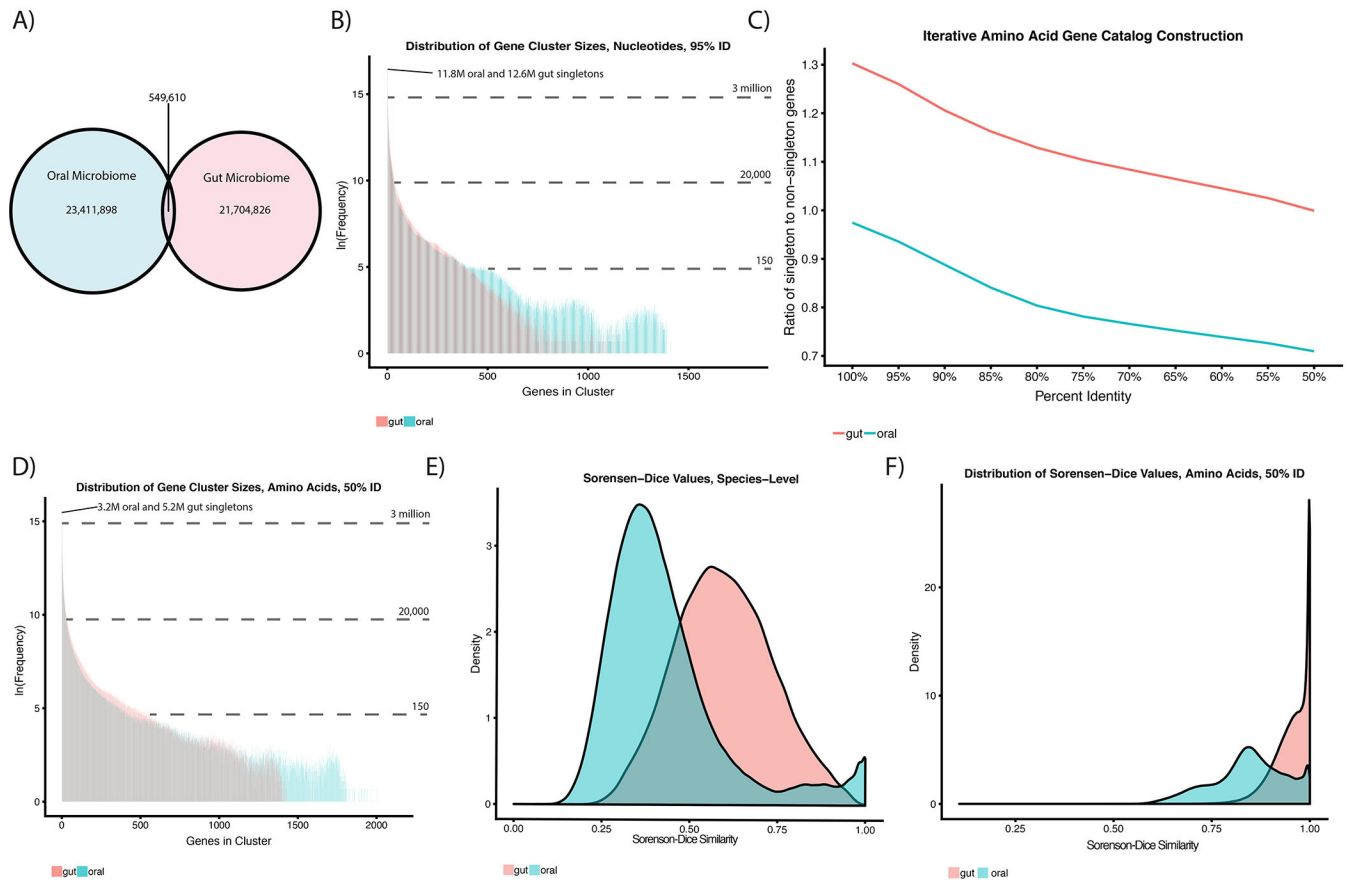 A)
549,610
Oral Microbiome
Gut Microbiome
23,411,898
21,704,826
B)
Distribution of Gene Cluster Sizes, Nucleotides, 95% ID
11.8M oral and 12.6M gut singletons
3 million
20,000
150
ln(Frequency)
15
10
5
0
0
500
1000
1500
Genes in Cluster
gut oral
C)
Iterative Amino Acid Gene Catalog Construction
Ratio of singleton to non−singleton genes
1.3
1.2
1.1
1.0
0.9
0.8
0.7
100% 95% 90% 85% 80% 75% 70% 65% 60% 55% 50%
Percent Identity
gut oral
D)
Distribution of Gene Cluster Sizes, Amino Acids, 50% ID
3.2M oral and 5.2M gut singletons
3 million
20,000
150
ln(Frequency)
15
10
5
0
0
500
1000
1500
2000
Genes in Cluster
gut oral
E)
Sorensen−Dice Values, Species−Level
Density
3
2
1
0
0.00
0.25
0.50
0.75
1.00
Sorenson-Dice Similarity
gut oral
F)
Distribution of Sorensen−Dice Values, Amino Acids, 50% ID
Density
20
10
0
0.25
0.50
0.75
1.00
Sorenson-Dice Similarity
gut oral